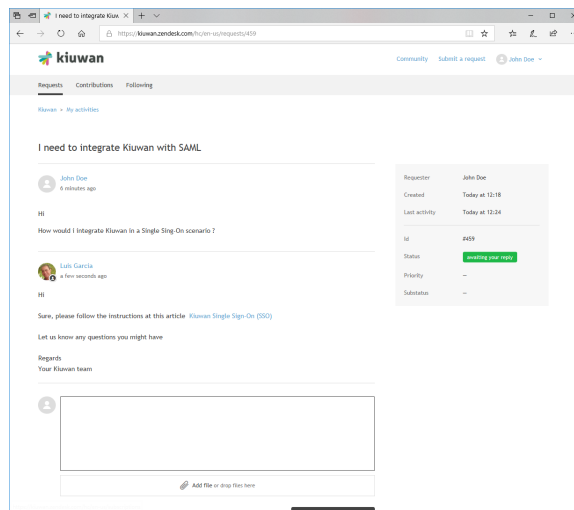 I need to integrate Kiuw
https://kiuwan.zendesk.com/hc/en-us/requests/459
kiuwan
Community Submit a request John Doe
Requests Contributions Following
Kiuwan My activities
I need to integrate Kiuwan with SAML
John Doe
6 minutes ago
Hi
How would i integrate Kiuwan in a Single Sing-On scenario ?
Luis Garcia
a few seconds ago
Hi
Sure, please follow the instructions at this article Kiuwan Single Sign-On (SSO)
Let us know any questions you might have
Regards
Your Kiuwan team
Add file or drop files here
Requester John Doe
Created Today at 12:18
Last activity Today at 12:24
Id #459
Status awaiting your reply
Priority –
Substatus –